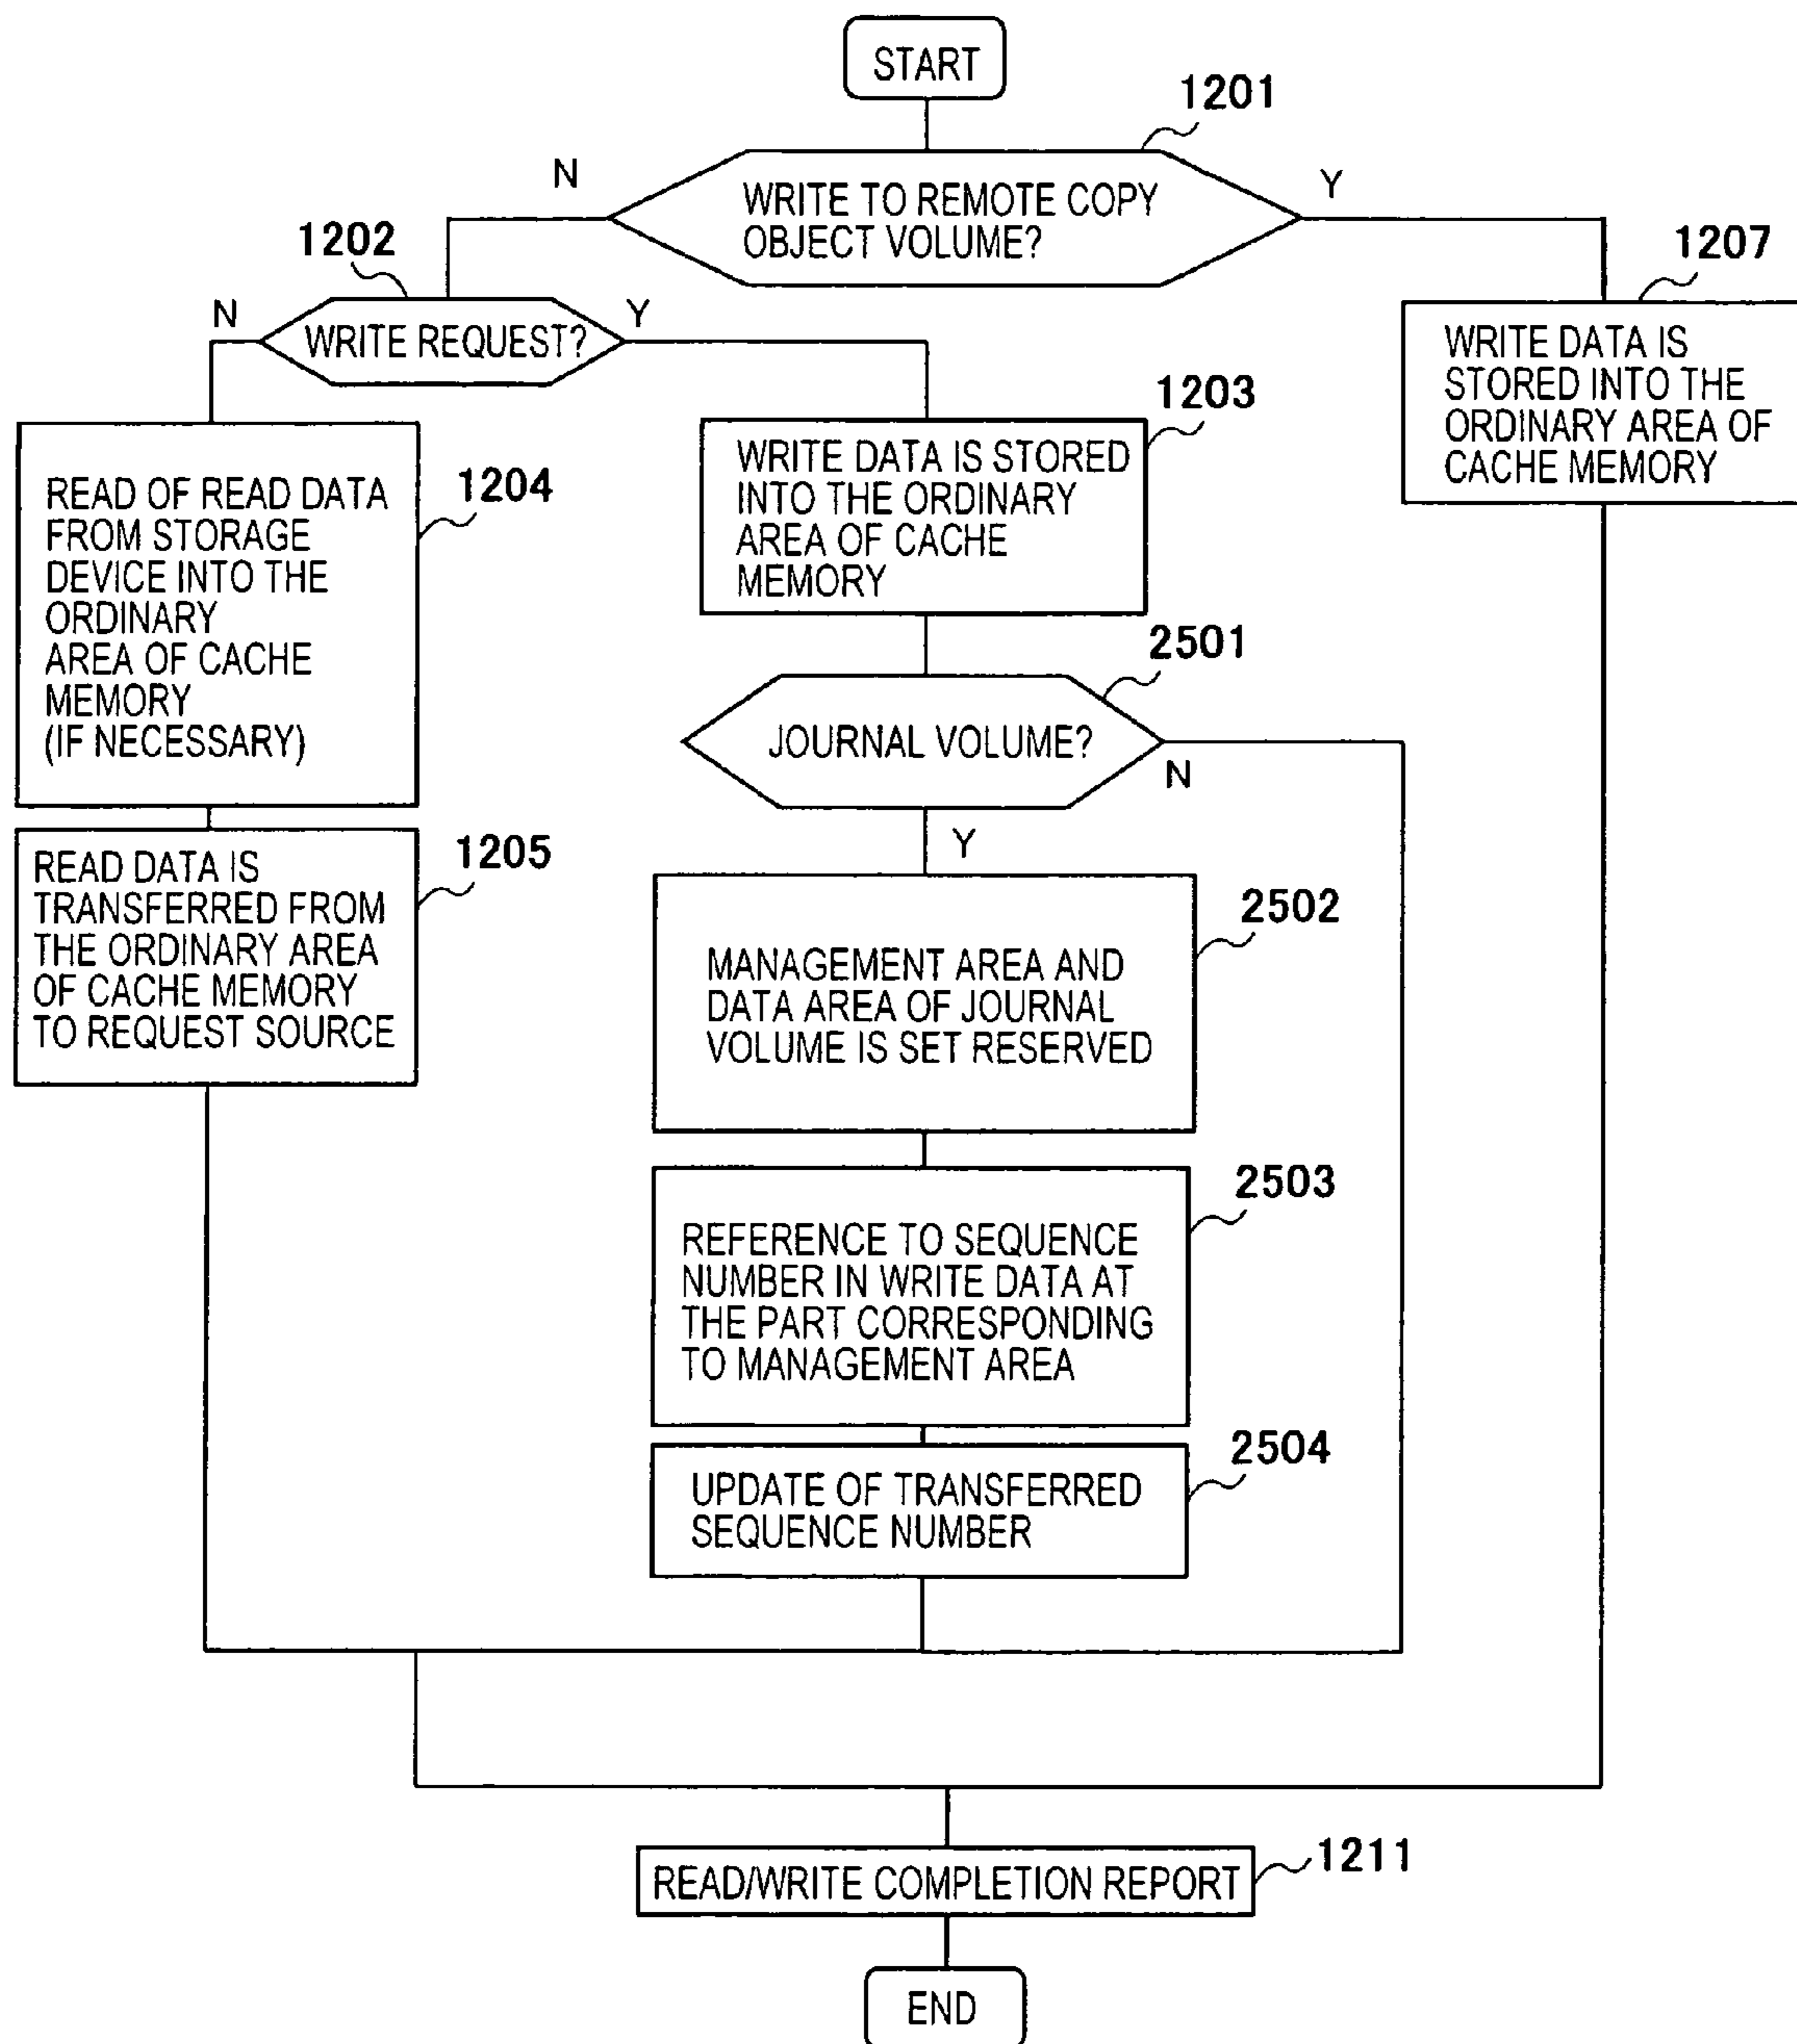 START
1201
N
WRITE TO REMOTE COPY
OBJECT VOLUME?
Y
1202
N
WRITE REQUEST?
Y
1207
WRITE DATA IS
STORED INTO THE
ORDINARY AREA OF
CACHE MEMORY
1203
WRITE DATA IS STORED
INTO THE ORDINARY
AREA OF CACHE
MEMORY
1204
READ OF READ DATA
FROM STORAGE
DEVICE INTO THE
ORDINARY
AREA OF CACHE
MEMORY
(IF NECESSARY)
2501
JOURNAL VOLUME?
N
Y
1205
READ DATA IS
TRANSFERRED FROM
THE ORDINARY AREA
OF CACHE MEMORY
TO REQUEST SOURCE
2502
MANAGEMENT AREA AND
DATA AREA OF JOURNAL
VOLUME IS SET RESERVED
2503
REFERENCE TO SEQUENCE
NUMBER IN WRITE DATA AT
THE PART CORRESPONDING
TO MANAGEMENT AREA
2504
UPDATE OF TRANSFERRED
SEQUENCE NUMBER
READ/WRITE COMPLETION REPORT
1211
END